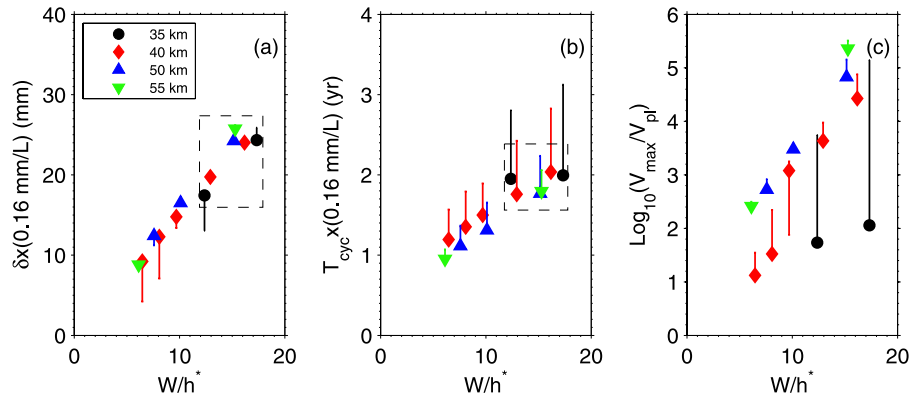 40
30
20
10
0
δx(0.16 mm/L) (mm)
35 km
40 km
50 km
55 km
(a)
0
10
20
W/h*
4
3
2
1
0
T_cyc x(0.16 mm/L) (yr)
(b)
0
10
20
W/h*
6
5
4
3
2
1
0
Log_10(V_max/V_pl)
(c)
0
10
20
W/h*